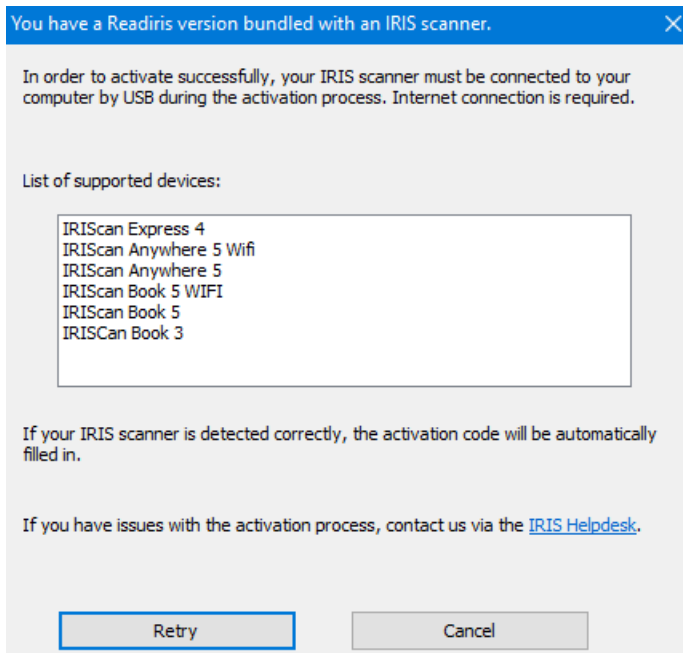 You have a Readiris version bundled with an IRIS scanner.
In order to activate successfully, your IRIS scanner must be connected to your
computer by USB during the activation process. Internet connection is required.
List of supported devices:
IRIScan Express 4
IRIScan Anywhere 5 Wifi
IRIScan Anywhere 5
IRIScan Book 5 WIFI
IRIScan Book 5
IRISCan Book 3
If your IRIS scanner is detected correctly, the activation code will be automatically
filled in.
If you have issues with the activation process, contact us via the IRIS Helpdesk.
Retry
Cancel